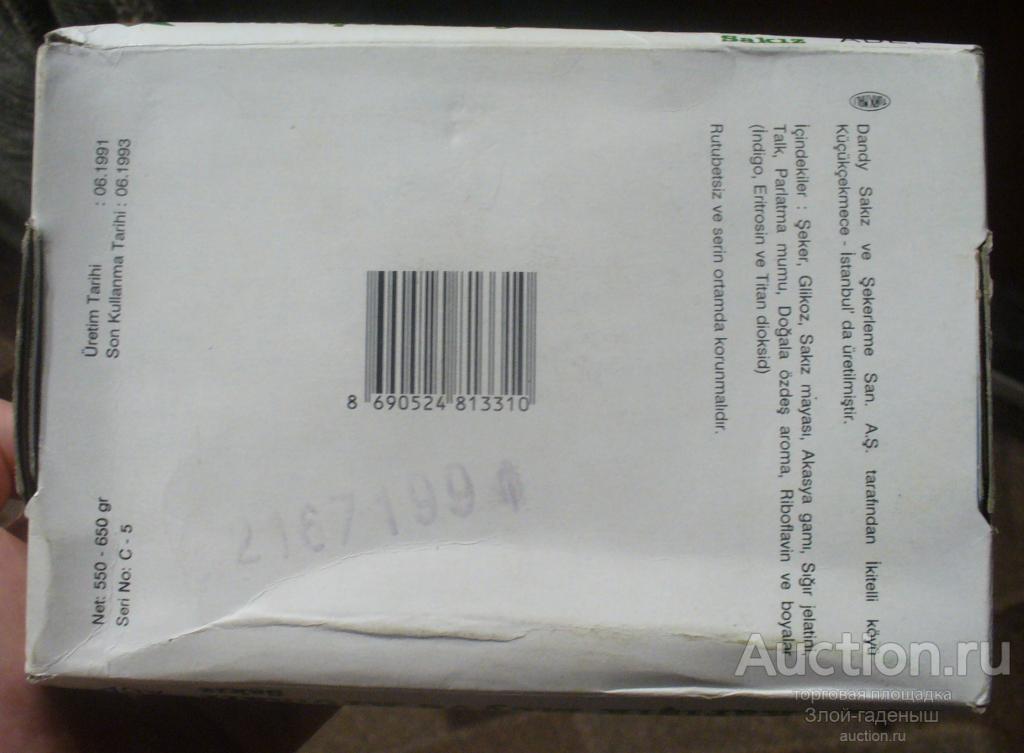 Sakız
Dandy Sakız ve Şekerleme San. A.Ş. tarafından İkitelli köyü
Küçükçekmece - İstanbul' da üretilmiştir.
İçindekiler : Şeker, Glikoz, Sakız mayası, Akasya gamı, Sığır jelatini,
Talk, Parlatma mumu, Doğala özdeş aroma, Riboflavin ve boyalar
(İndigo, Eritrosin ve Titan dioksid)
Rutubetsiz ve serin ortamda korunmalıdır.
8 690524 813310
Üretim Tarihi : 06.1991
Son Kullanma Tarihi : 06.1993
Net: 550 - 650 gr
Seri No: C - 5
Sakız
Auction.ru
торговая площадка
Злой-гаденыш
auction.ru